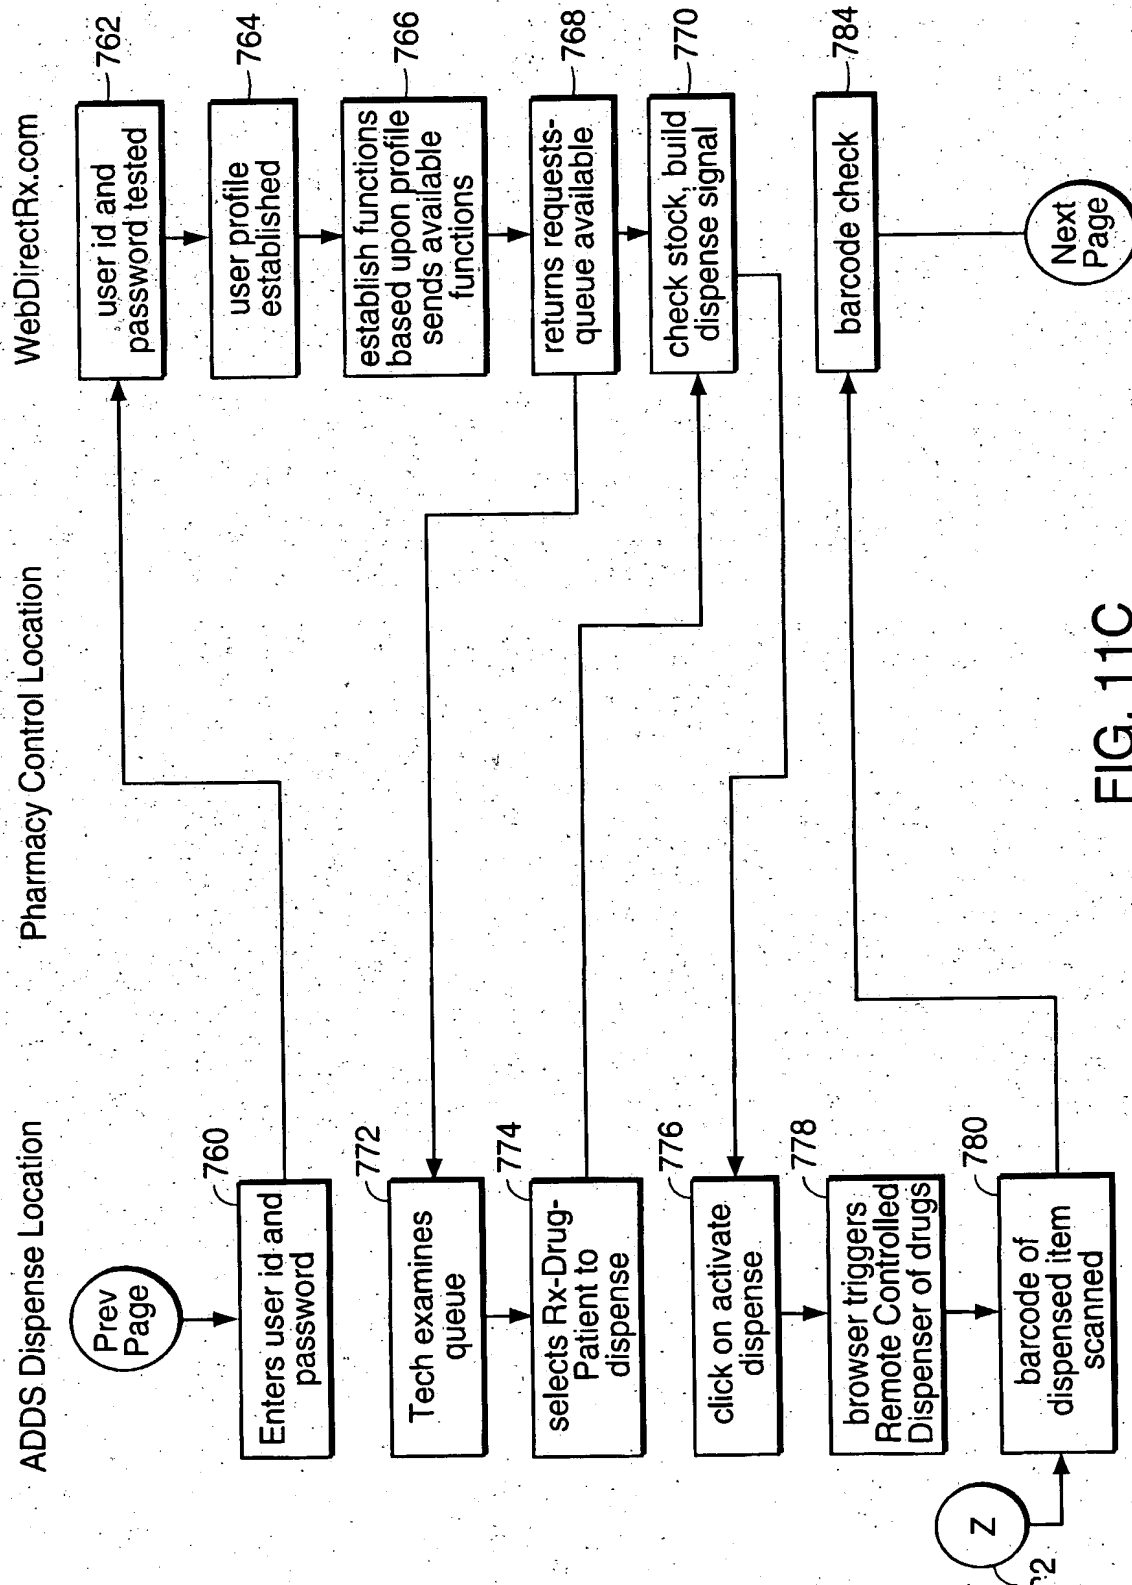 ADDS Dispense Location
Pharmacy Control Location
WebDirectRx.com
Prev
Page
760
Enters user id and
password
762
user id and
password tested
764
user profile
established
766
establish functions
based upon profile
sends available
functions
768
returns requests-
queue available
772
Tech examines
queue
774
selects Rx-Drug-
Patient to
dispense
770
check stock, build
dispense signal
776
click on activate
dispense
778
browser triggers
Remote Controlled
Dispenser of drugs
780
barcode of
dispensed item
scanned
Z
784
barcode check
Next
Page
FIG. 11C